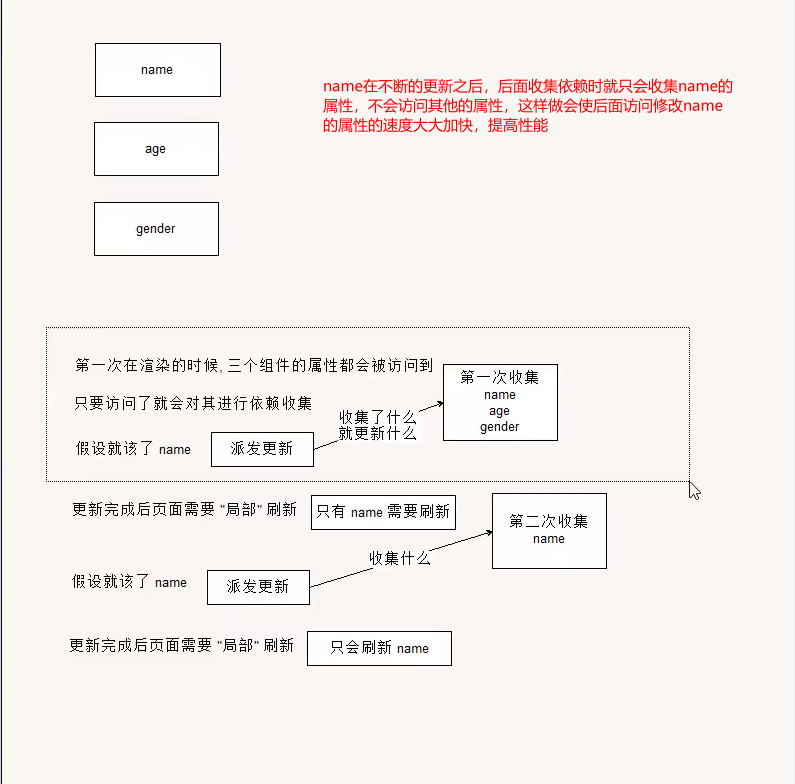 name
name在不断的更新之后，后面收集依赖时就只会收集name的
属性，不会访问其他的属性，这样做会使后面访问修改name
的属性的速度大大加快，提高性能
age
gender
第一次在渲染的时候, 三个组件的属性都会被访问到
只要访问了就会对其进行依赖收集
假设就该了 name
派发更新
收集了什么
就更新什么
第一次收集
name
age
gender
更新完成后页面需要 "局部" 刷新
只有 name 需要刷新
假设就该了 name
派发更新
收集什么
第二次收集
name
更新完成后页面需要 "局部" 刷新
只会刷新 name